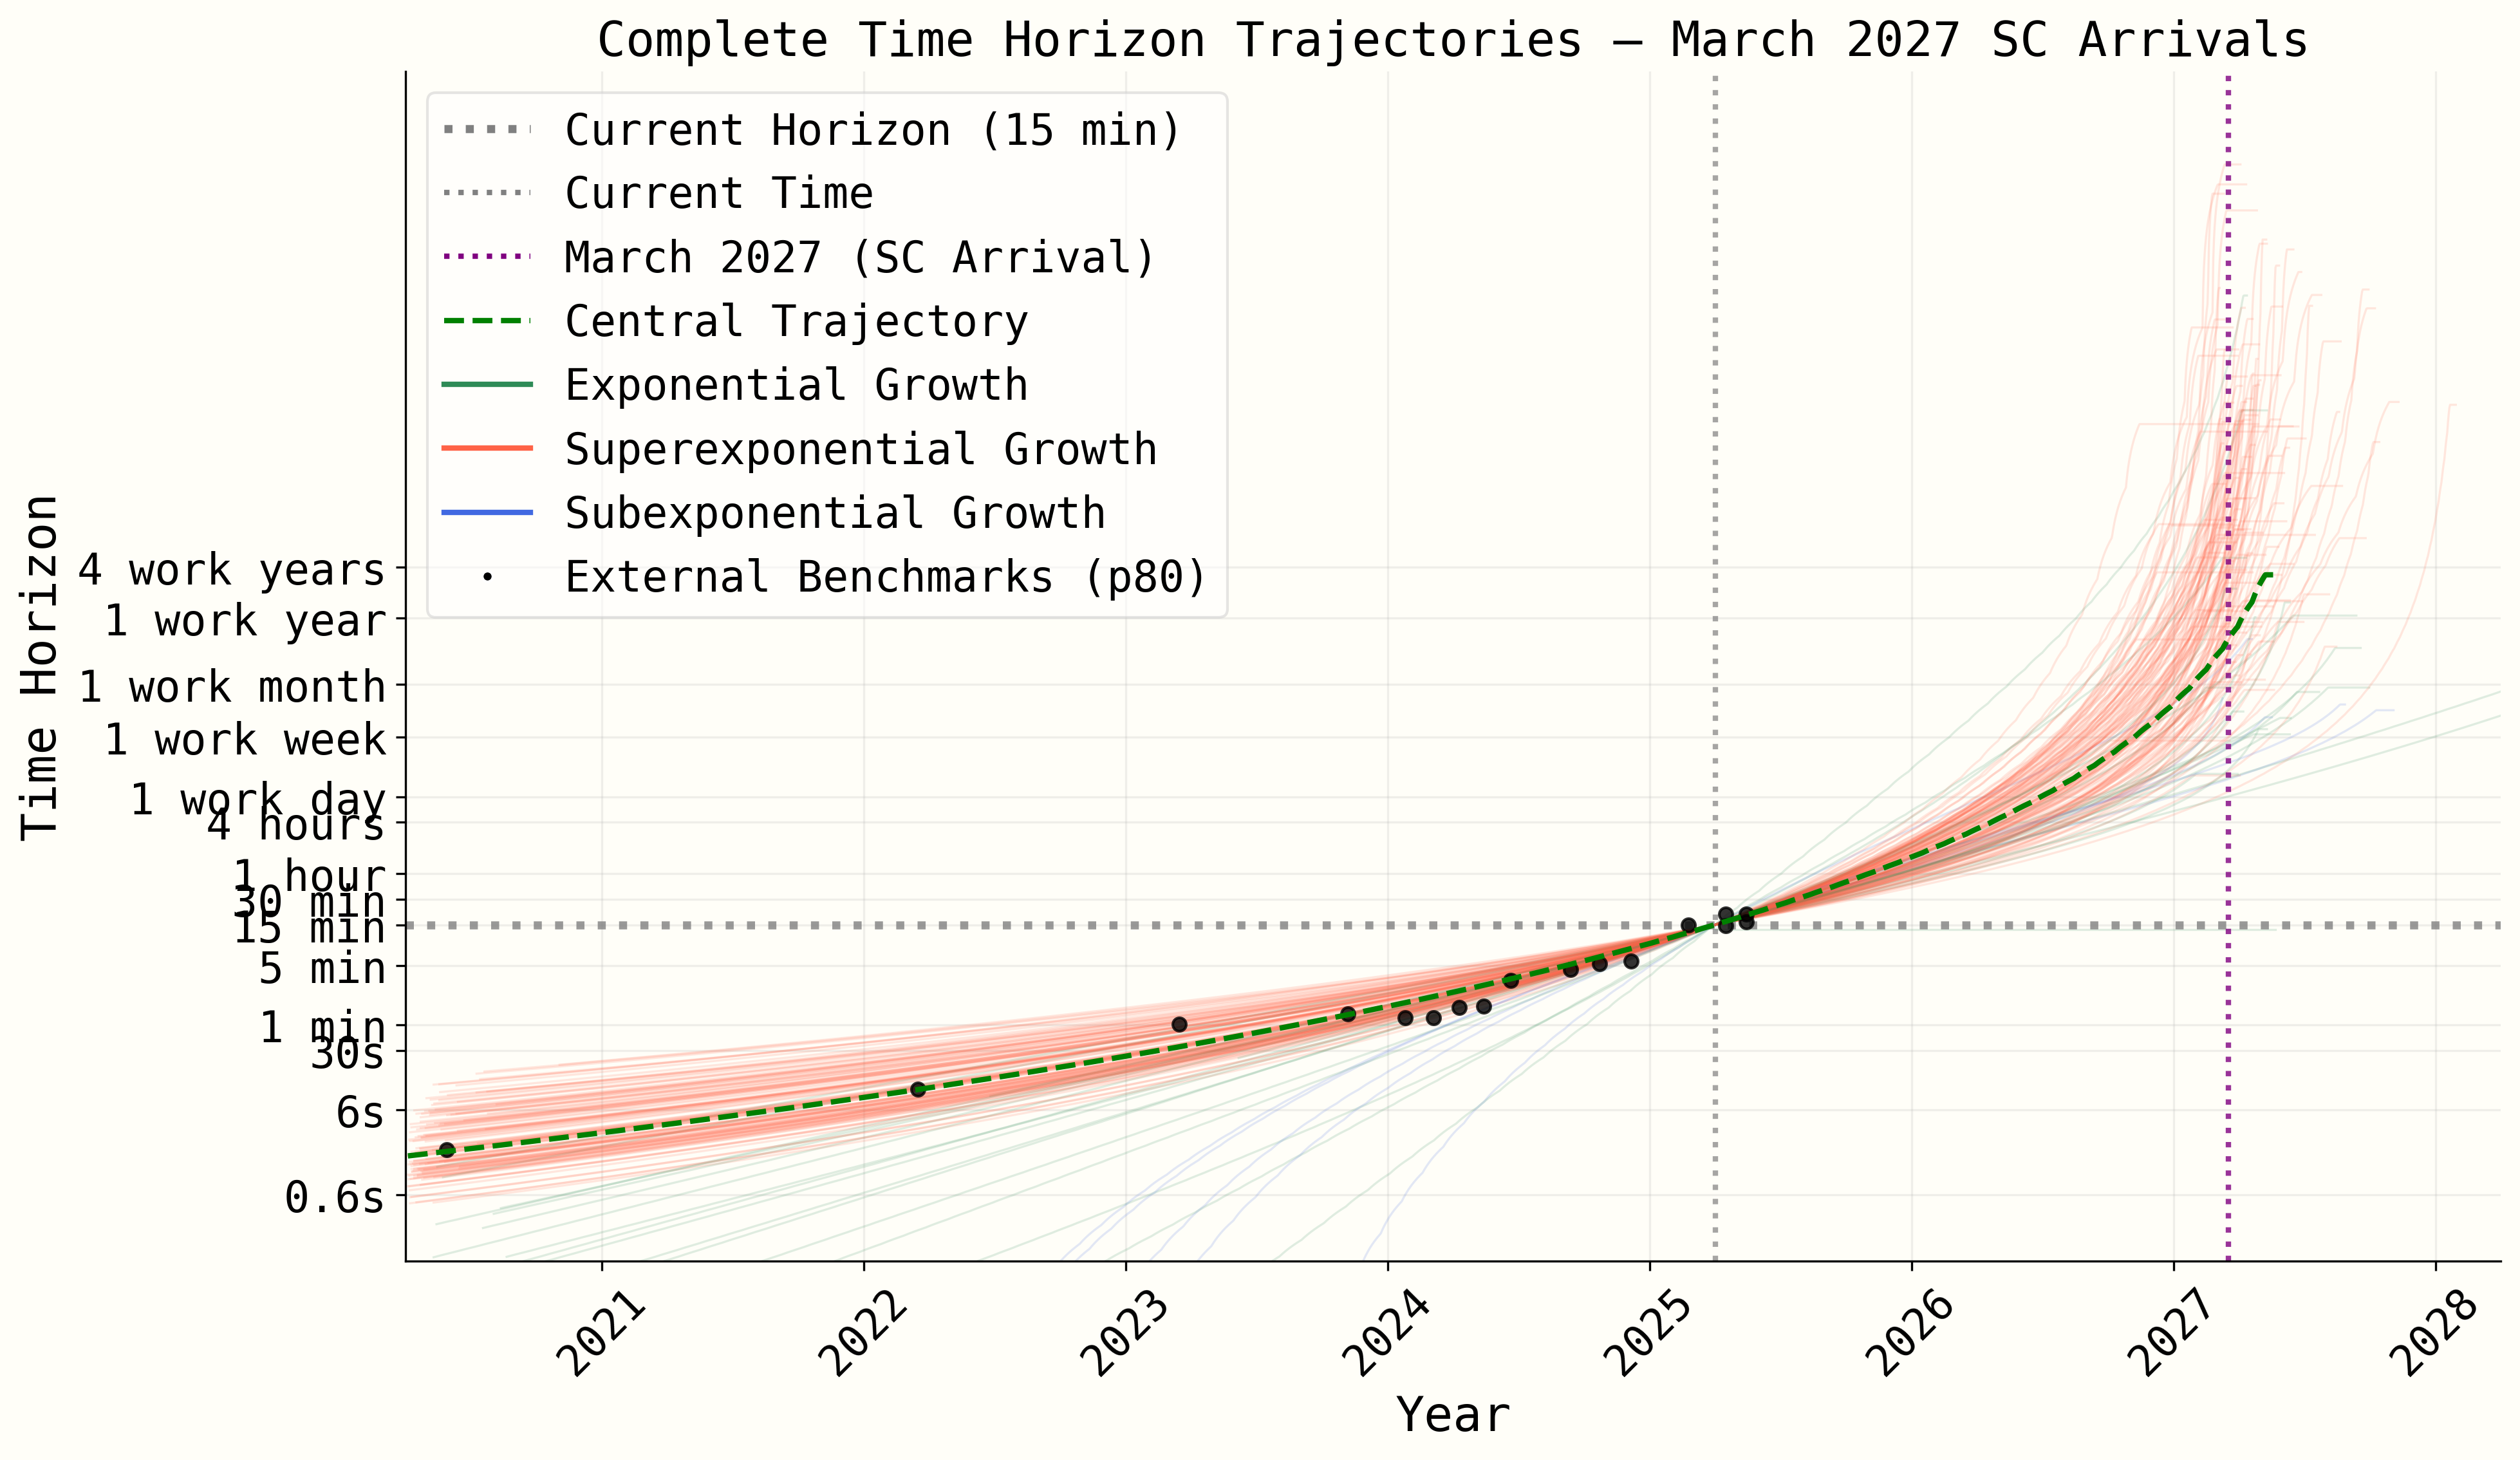 Complete Time Horizon Trajectories — March 2027 SC Arrivals
Current Horizon (15 min)
Current Time
March 2027 (SC Arrival)
Central Trajectory
Exponential Growth
Superexponential Growth
Subexponential Growth
External Benchmarks (p80)
Time Horizon
4 work years
1 work year
1 work month
1 work week
1 work day
4 hours
1 hour
30 min
15 min
5 min
1 min
30s
6s
0.6s
2021
2022
2023
2024
2025
2026
2027
2028
Year